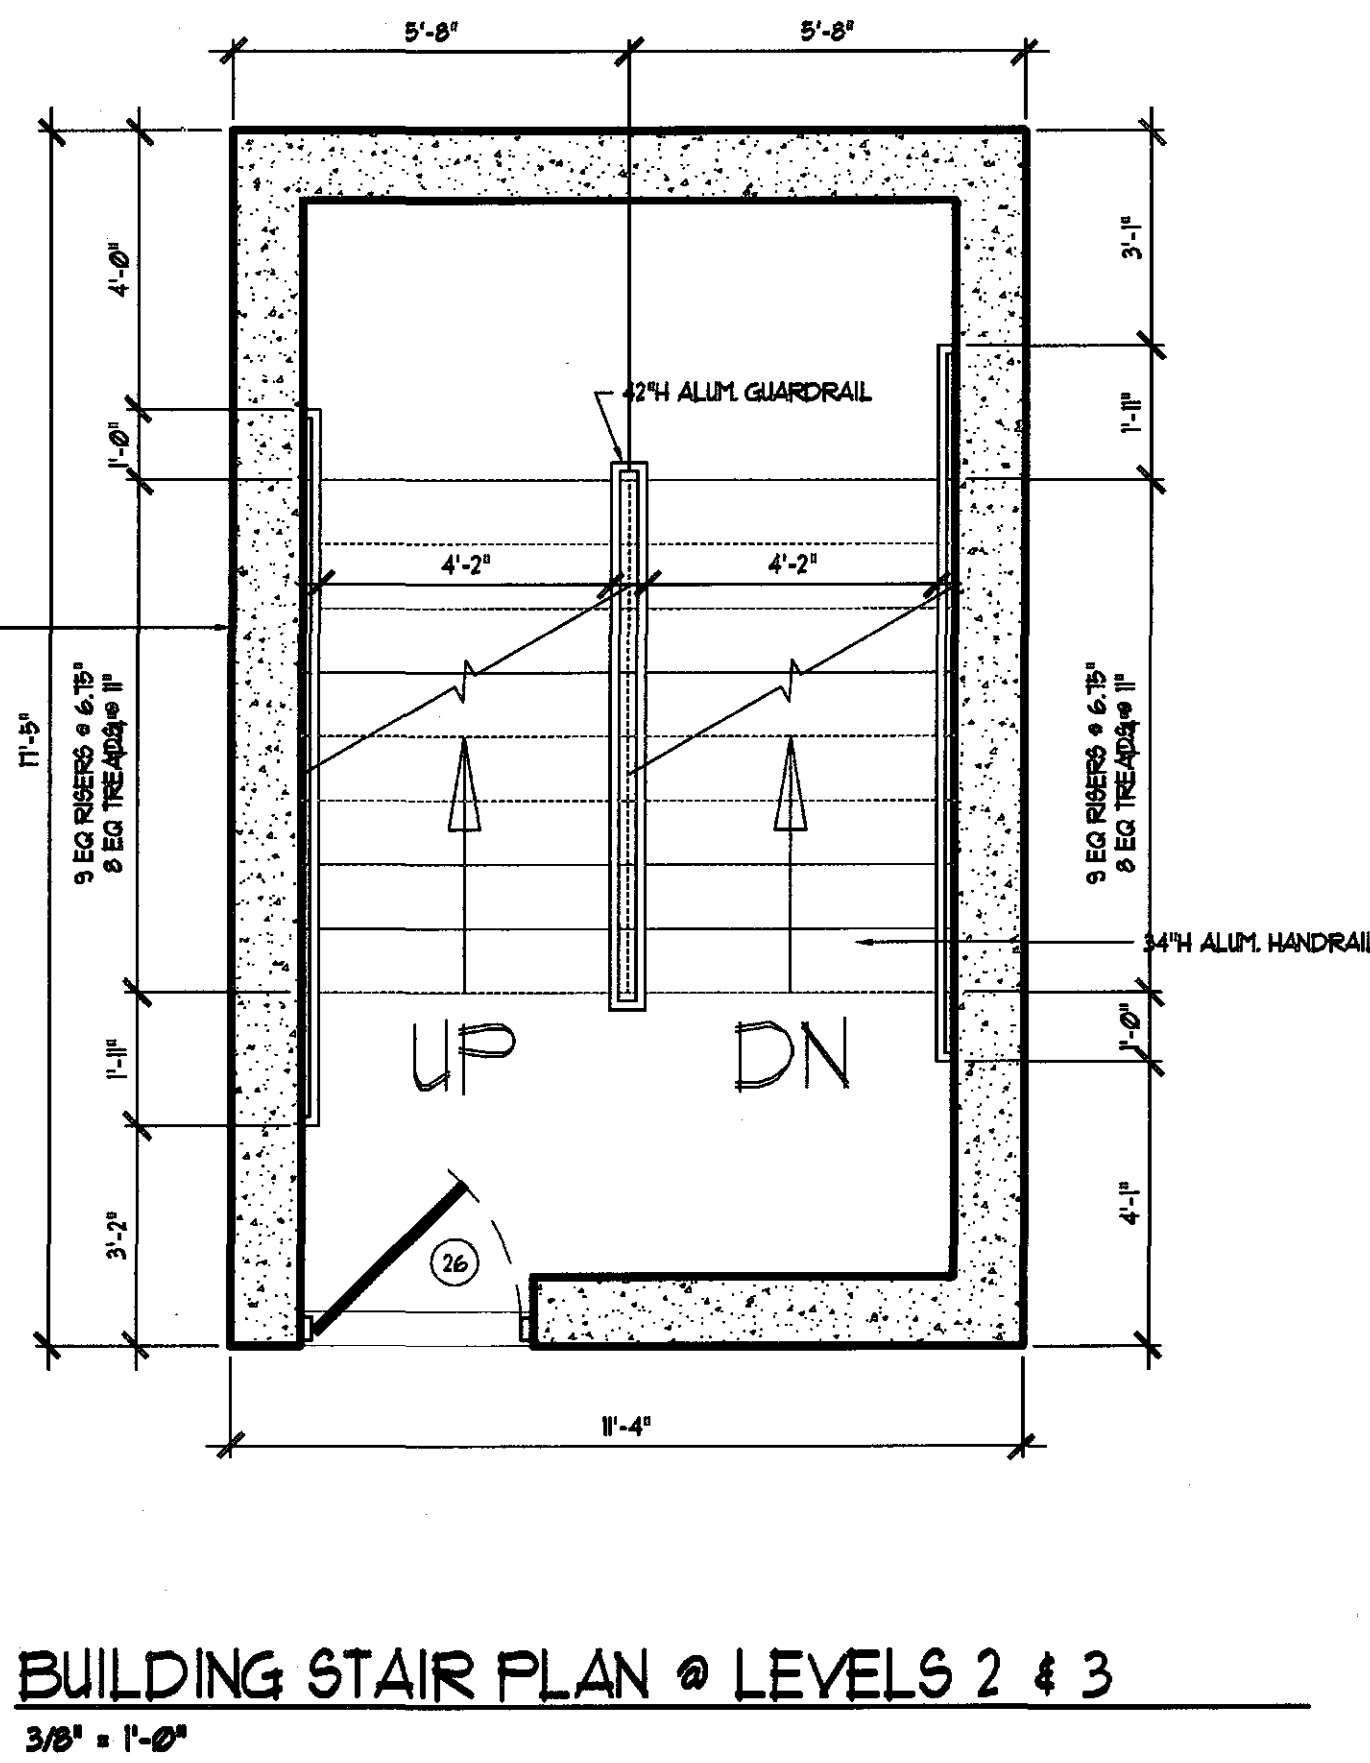 5'-8" 5'-8"
4'-0"
3'-1"
1'-0"
1'-11"
42"H ALUM. GUARDRAIL
4'-2" 4'-2"
17'-5"
9 EQ RISERS @ 6.75"
8 EQ TREADS @ 11"
9 EQ RISERS @ 6.75"
8 EQ TREADS @ 11"
34"H ALUM. HANDRAIL
1'-11"
UP DN
1'-0"
3'-2"
26
4'-1"
11'-4"
BUILDING STAIR PLAN @ LEVELS 2 & 3
3/8" = 1'-0"